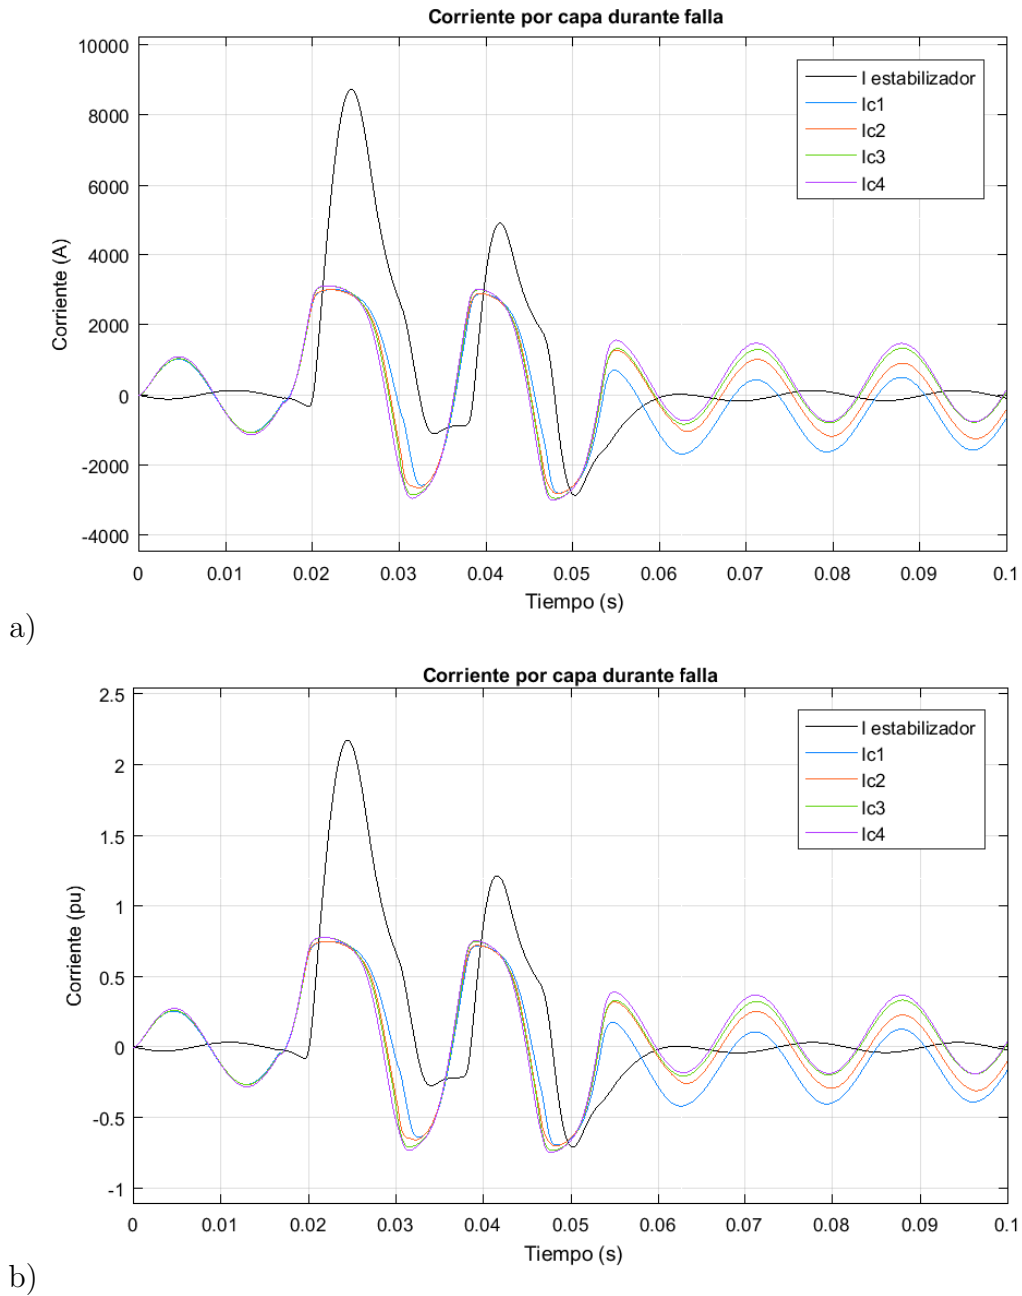 Corriente por capa durante falla
10000
8000
6000
4000
2000
0
-2000
-4000
Corriente (A)
I estabilizador
Ic1
Ic2
Ic3
Ic4
0 0.01 0.02 0.03 0.04 0.05 0.06 0.07 0.08 0.09 0.1
Tiempo (s)
a)
Corriente por capa durante falla
2.5
2
1.5
1
0.5
0
-0.5
-1
Corriente (pu)
I estabilizador
Ic1
Ic2
Ic3
Ic4
0 0.01 0.02 0.03 0.04 0.05 0.06 0.07 0.08 0.09 0.1
Tiempo (s)
b)